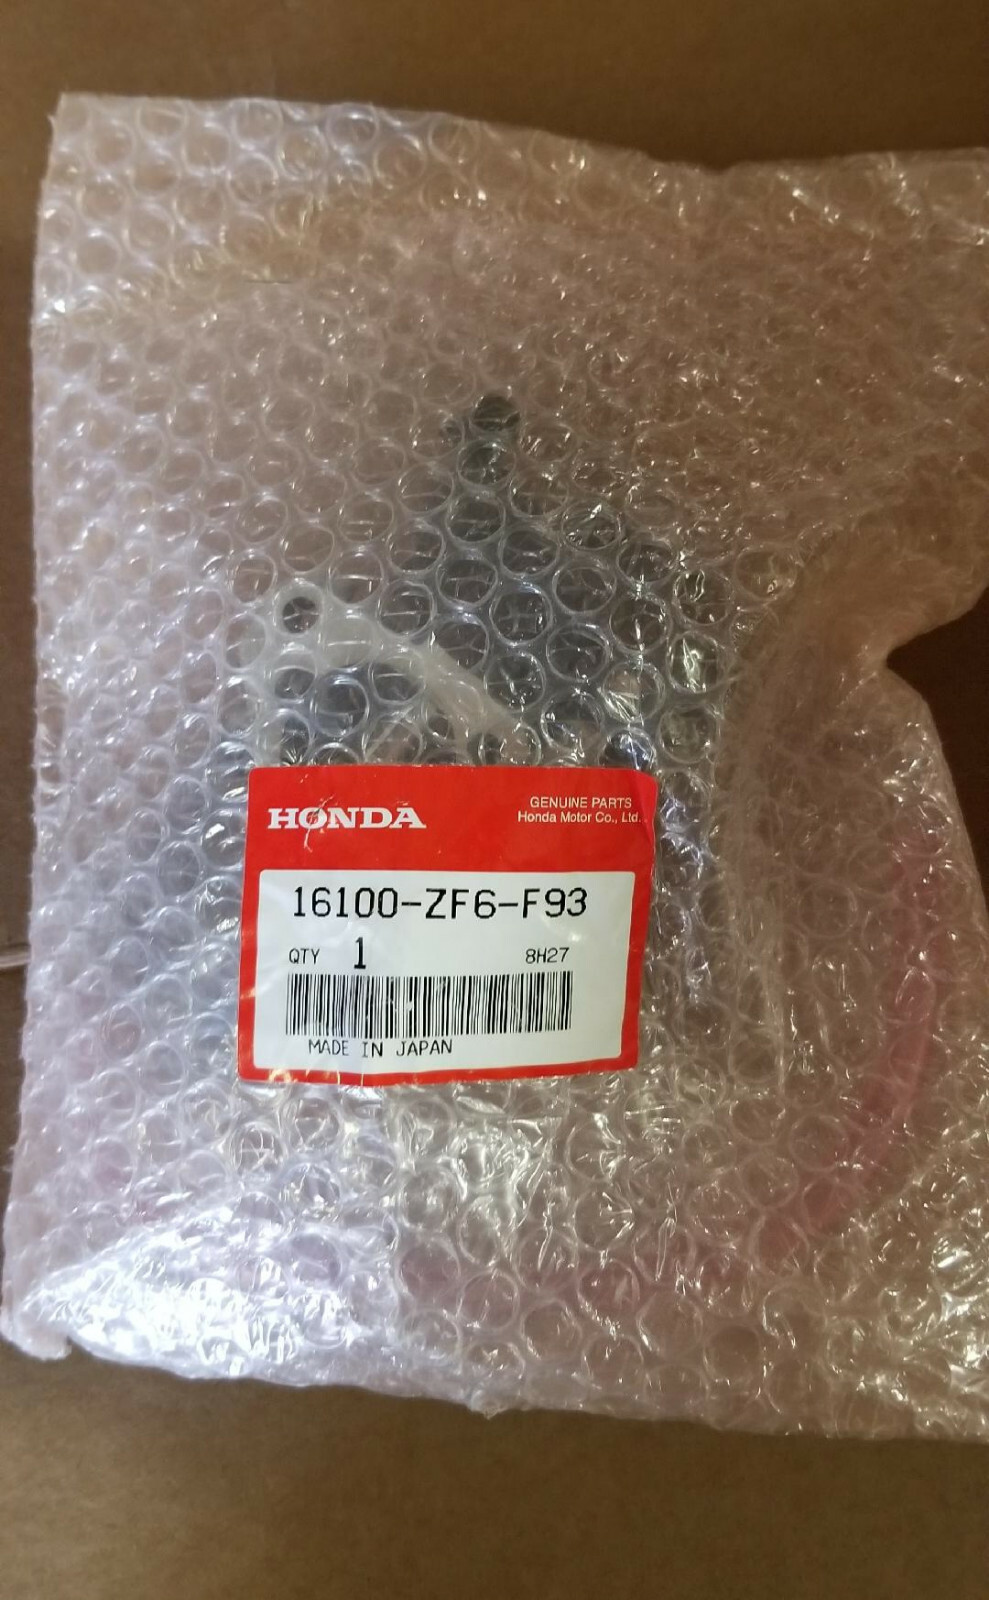 HONDA
GENUINE PARTS
Honda Motor Co., Ltd.
16100-ZF6-F93
QTY 1 8H27
MADE IN JAPAN